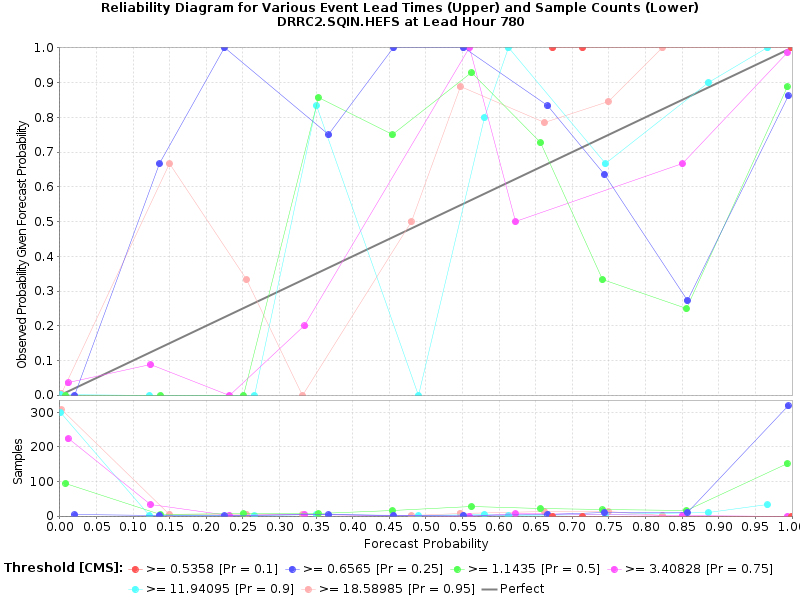 Reliability Diagram for Various Event Lead Times (Upper) and Sample Counts (Lower)
DRRC2.SQIN.HEFS at Lead Hour 780
Observed Probability Given Forecast Probability
1.0
0.9
0.8
0.7
0.6
0.5
0.4
0.3
0.2
0.1
0.0
Samples
300
200
100
0
0.00 0.05 0.10 0.15 0.20 0.25 0.30 0.35 0.40 0.45 0.50 0.55 0.60 0.65 0.70 0.75 0.80 0.85 0.90 0.95 1.0
Forecast Probability
Threshold [CMS]: >= 0.5358 [Pr = 0.1] >= 0.6565 [Pr = 0.25] >= 1.1435 [Pr = 0.5] >= 3.40828 [Pr = 0.75]
>= 11.94095 [Pr = 0.9] >= 18.58985 [Pr = 0.95] Perfect